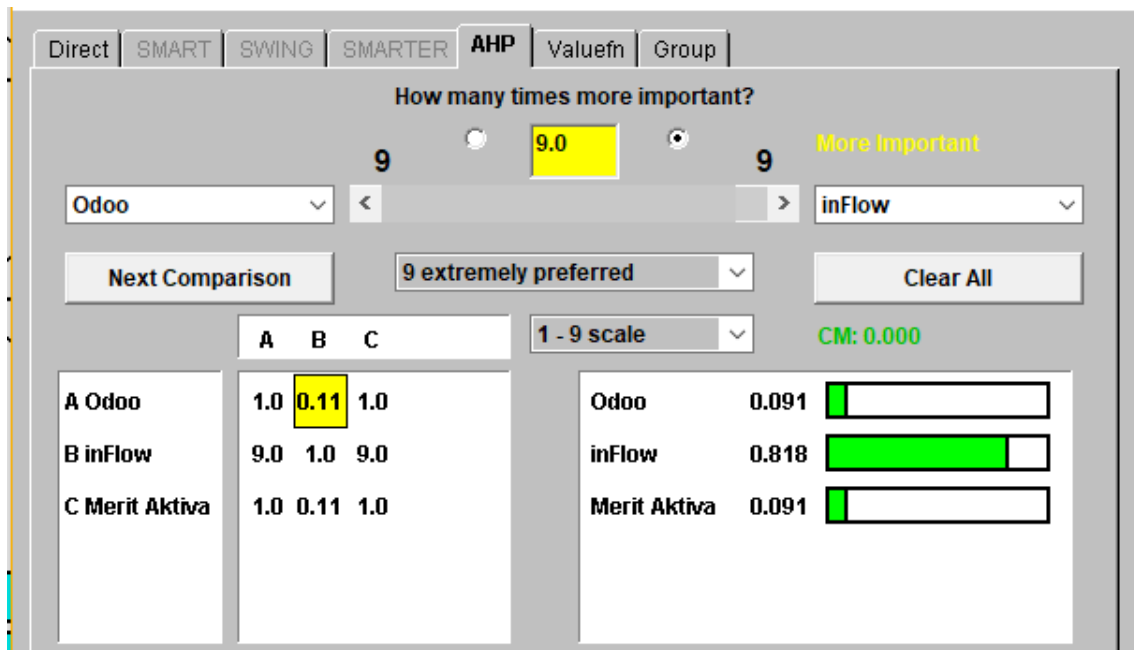 Direct SMART SWING SMARTER AHP Valuefn Group
How many times more important?
9 9.0 9 More Important
Odoo < > inFlow
Next Comparison 9 extremely preferred Clear All
A B C 1 - 9 scale CM: 0.000
A Odoo 1.0 0.11 1.0 Odoo 0.091
B inFlow 9.0 1.0 9.0 inFlow 0.818
C Merit Aktiva 1.0 0.11 1.0 Merit Aktiva 0.091